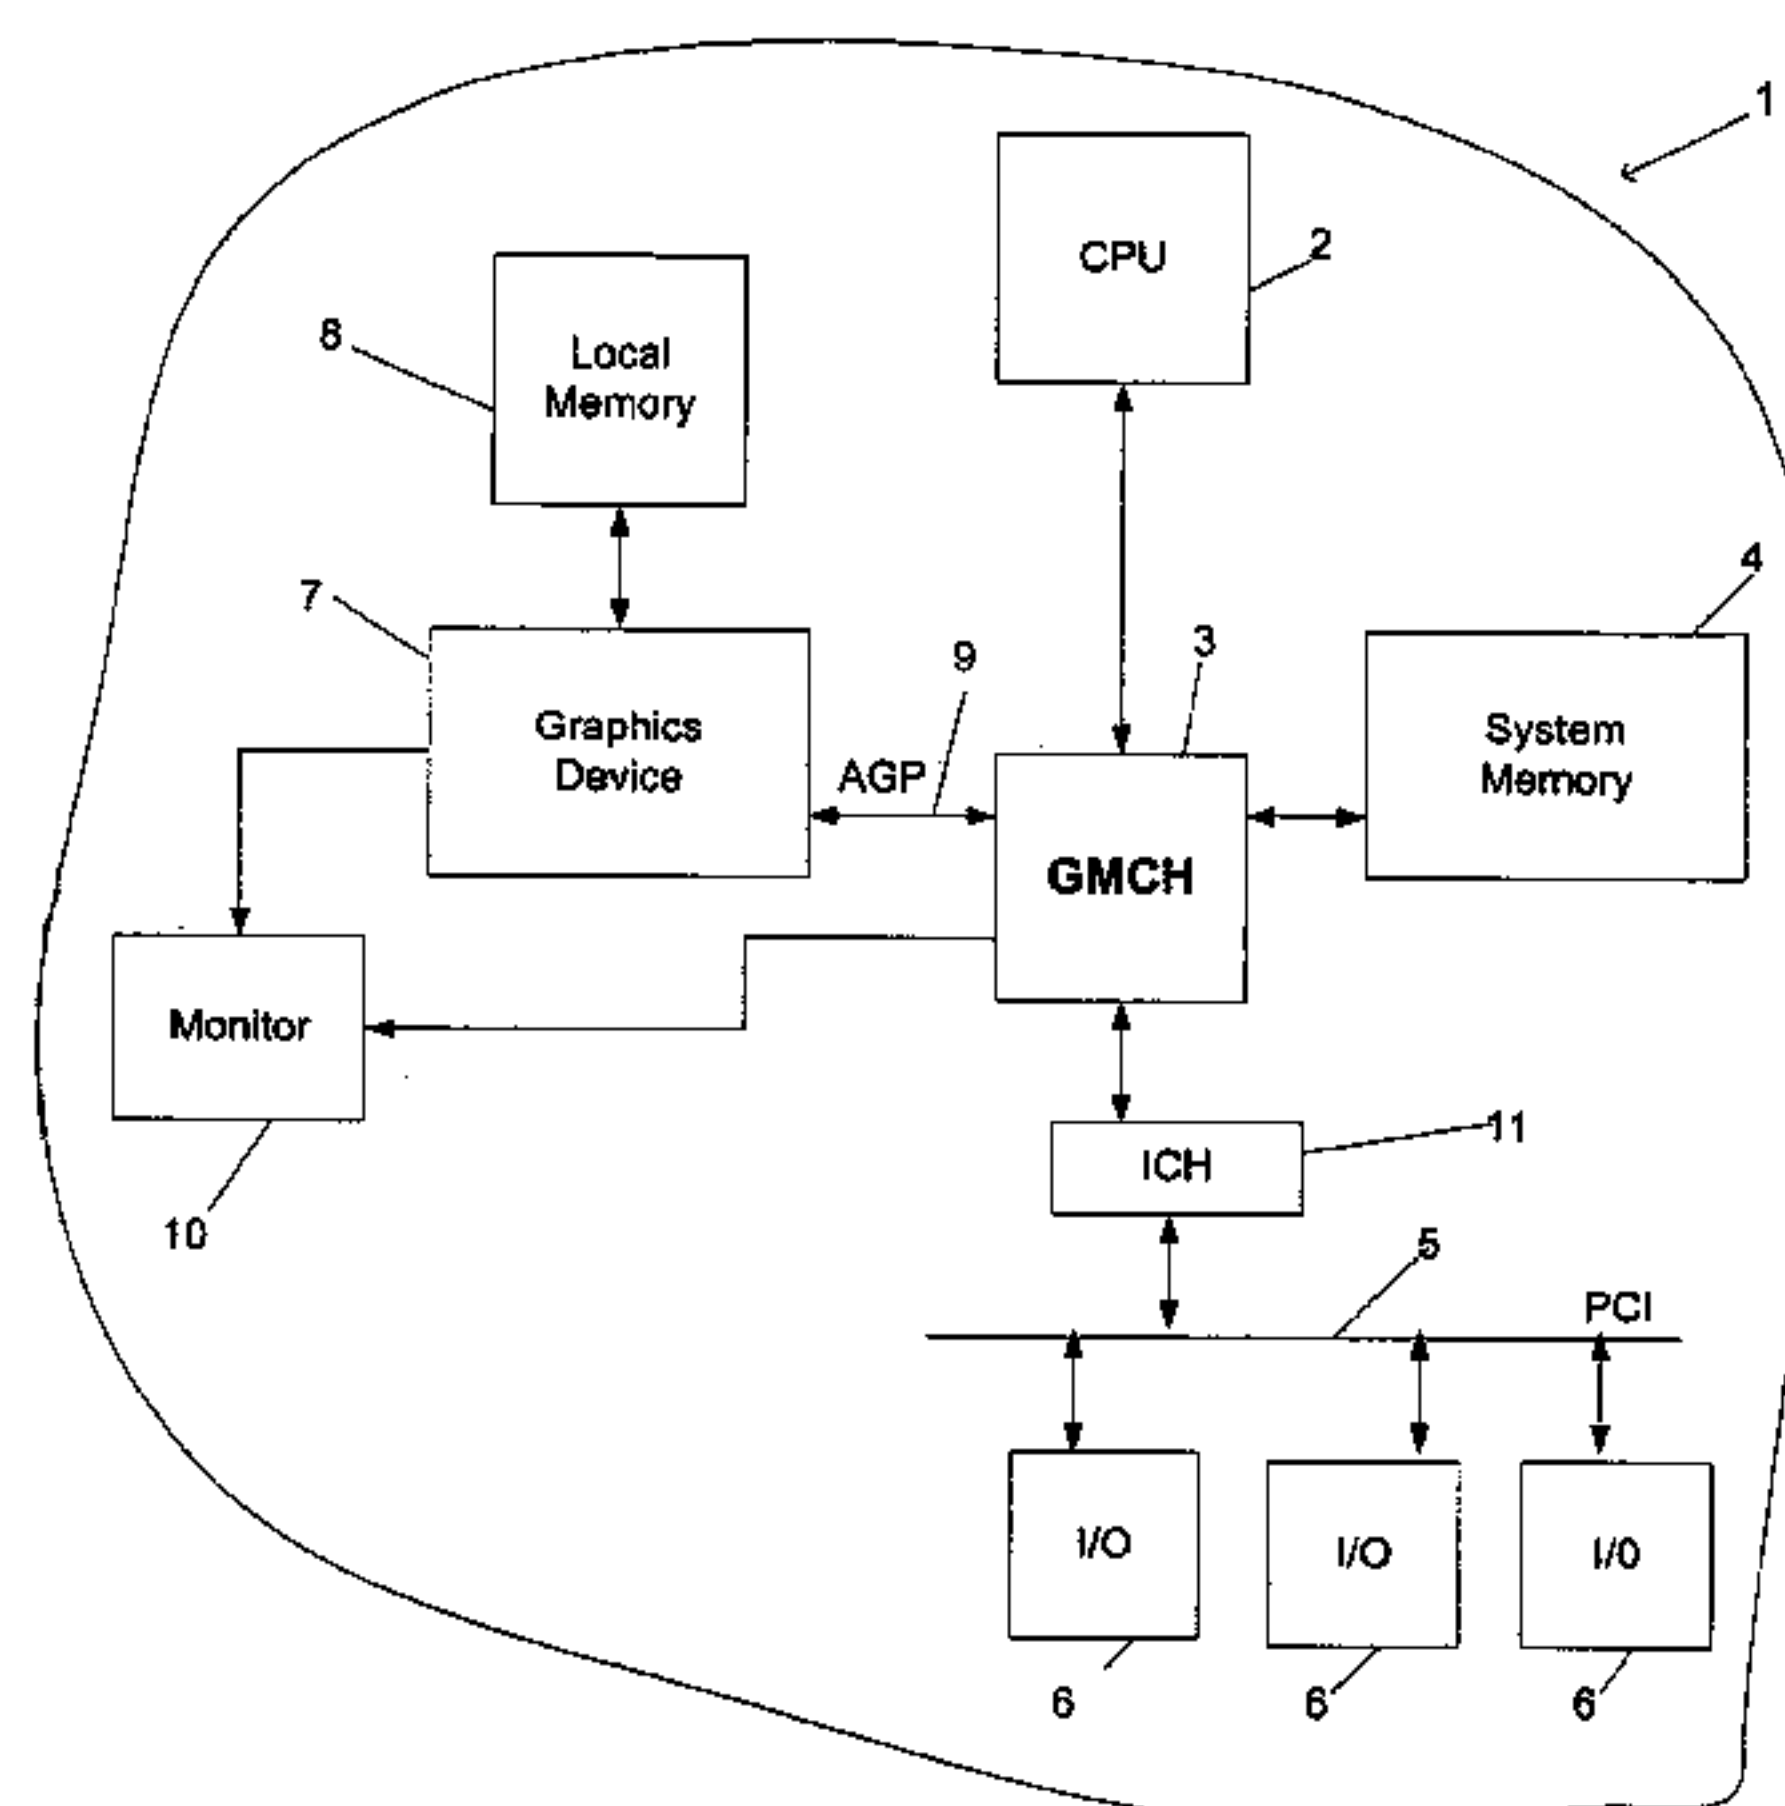 1
CPU
2
8
Local
Memory
4
7
9
3
Graphics
Device
AGP
System
Memory
GMCH
Monitor
11
ICH
10
5
PCI
I/O
I/O
I/0
6
6
6